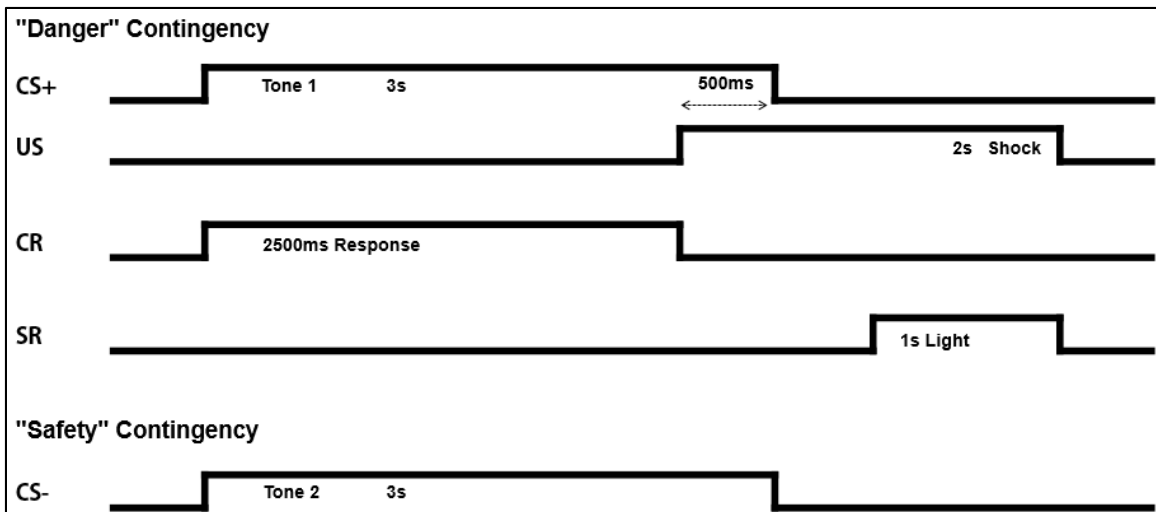 "Danger" Contingency
CS+ Tone 1 3s 500ms
US 2s Shock
CR 2500ms Response
SR 1s Light
"Safety" Contingency
CS- Tone 2 3s